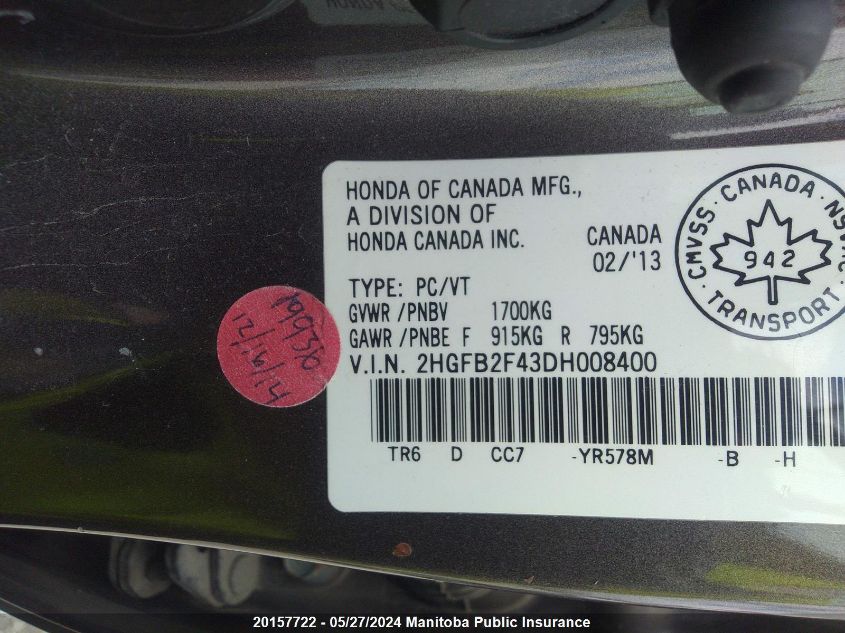 HONDA OF CANADA MFG.,
A DIVISION OF
HONDA CANADA INC.
CANADA
02/'13
CMVSS · CANADA · NSVAC
942
· TRANSPORT ·
TYPE: PC/VT
GVWR /PNBV 1700KG
GAWR /PNBE F 915KG R 795KG
V.I.N. 2HGFB2F43DH008400
TR6 D CC7 -YR578M -B -H
12/16/14
20157722 - 05/27/2024 Manitoba Public Insurance